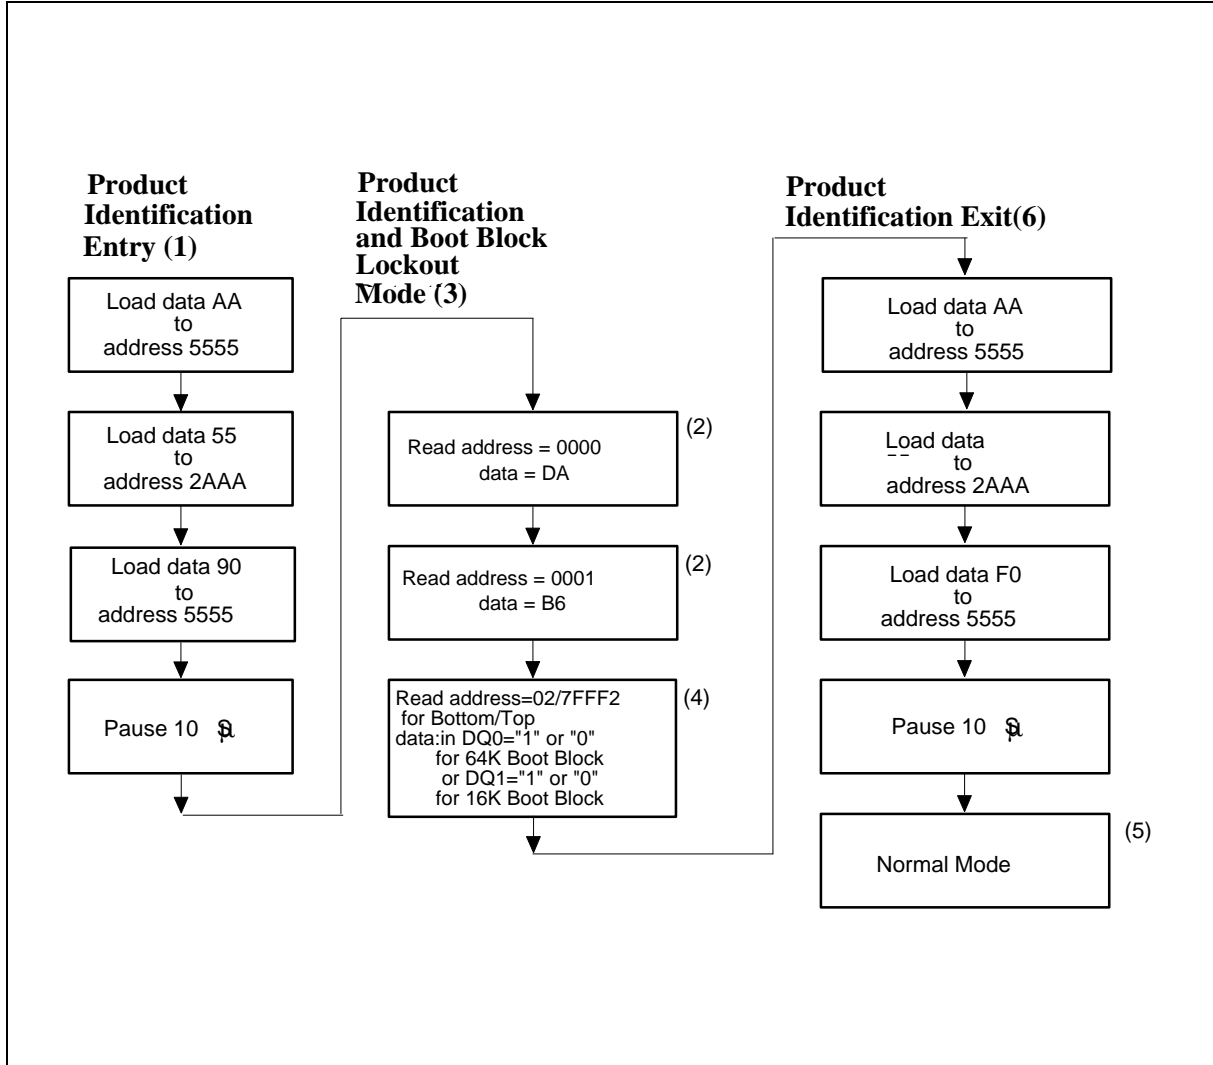 Product
Identification
Entry (1)
Load data AA
to
address 5555
Load data 55
to
address 2AAA
Load data 90
to
address 5555
Pause 10
Product
Identification
and Boot Block
Lockout
Mode (3)
Read address = 0000
data = DA
(2)
Read address = 0001
data = B6
(2)
Read address=02/7FFF2
for Bottom/Top
data:in DQ0="1" or "0"
for 64K Boot Block
or DQ1="1" or "0"
for 16K Boot Block
(4)
Product
Identification Exit(6)
Load data AA
to
address 5555
Load data
to
address 2AAA
Load data F0
to
address 5555
Pause 10
Normal Mode
(5)